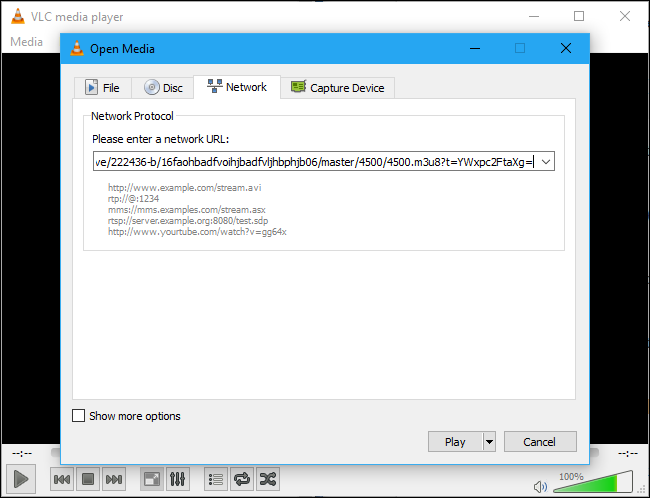 VLC media player
Media
Open Media
File
Disc
Network
Capture Device
Network Protocol
Please enter a network URL:
ve/222436-b/16faohbadfvoihjbadfvljhbphjb06/master/4500/4500.m3u8?t=YWxpc2FtaXg=
http://www.example.com/stream.avi
rtp://@:1234
mms://mms.examples.com/stream.asx
rtsp://server.example.org:8080/test.sdp
http://www.youtube.com/watch?v=gg64x
Show more options
Play
Cancel
--:--
--:--
100%